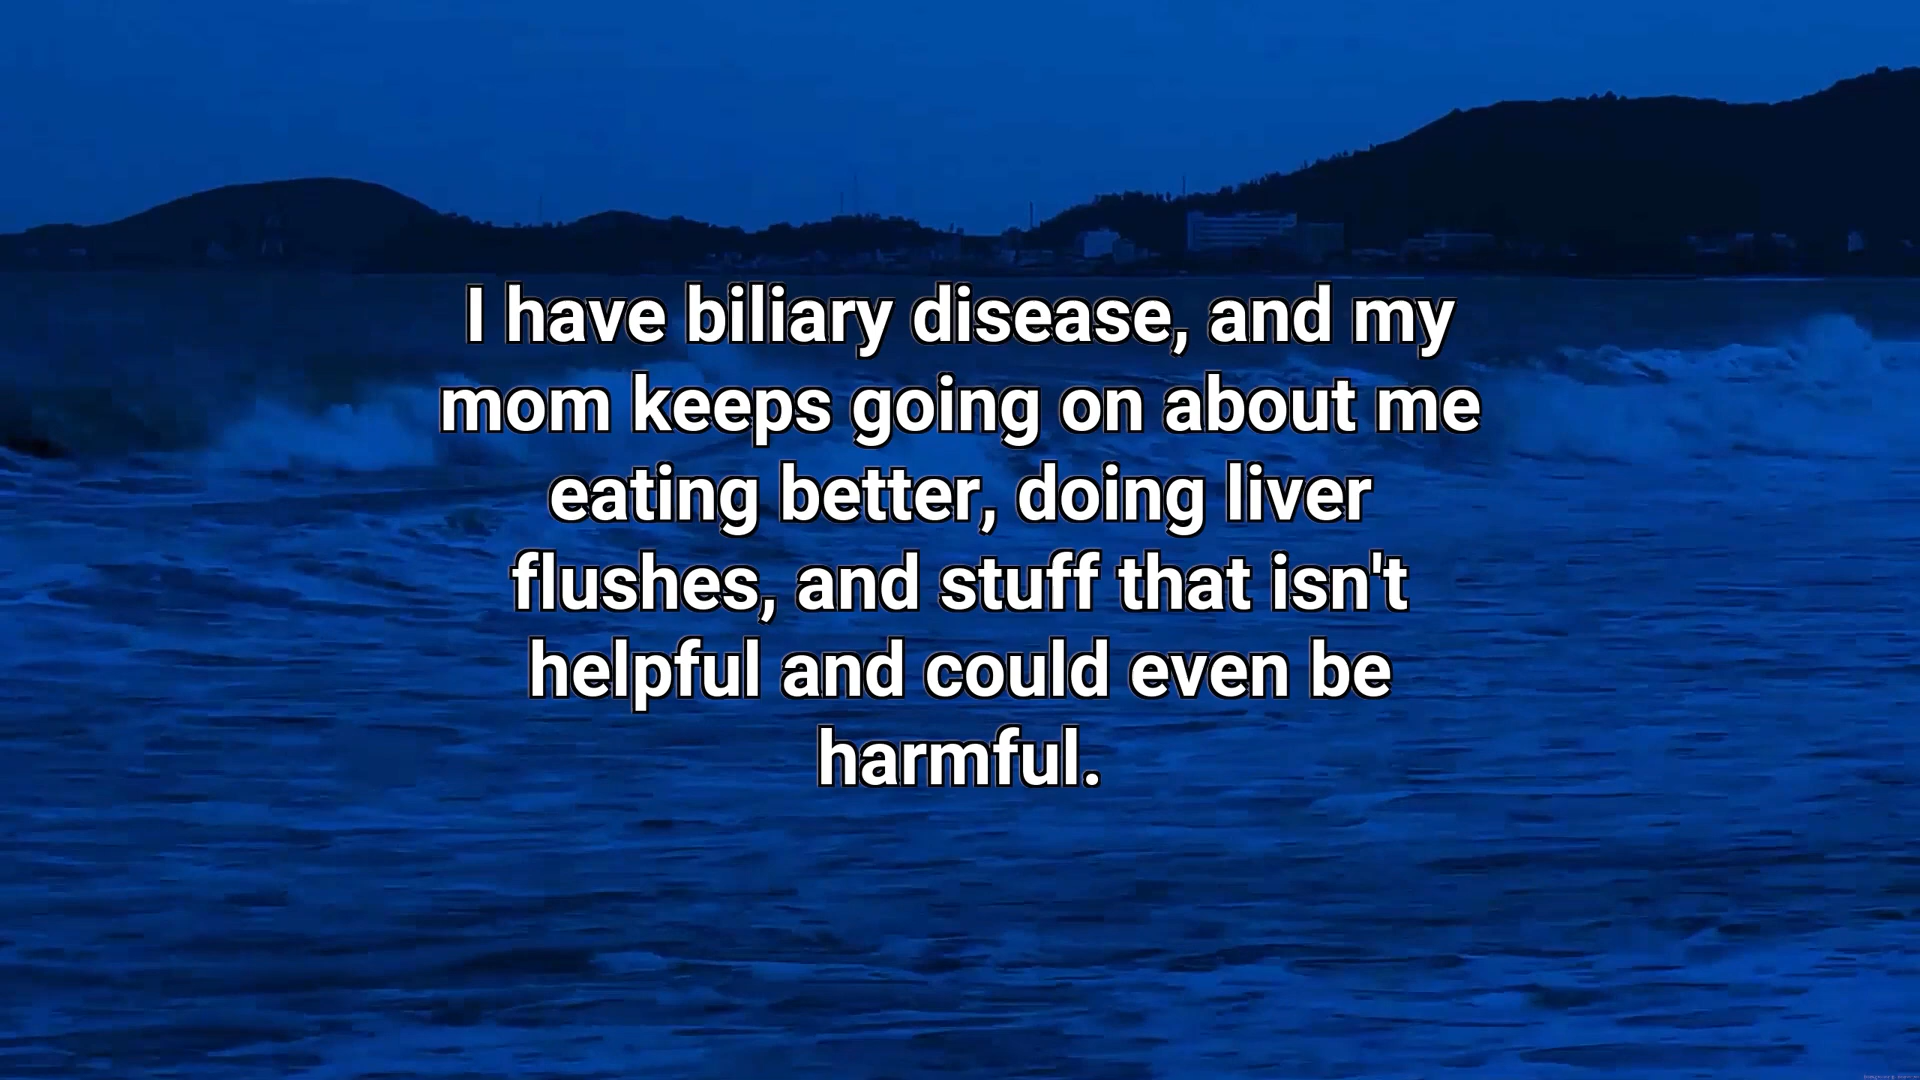 I have biliary disease, and my
mom keeps going on about me
eating better, doing liver
flushes, and stuff that isn't
helpful and could even be
harmful.